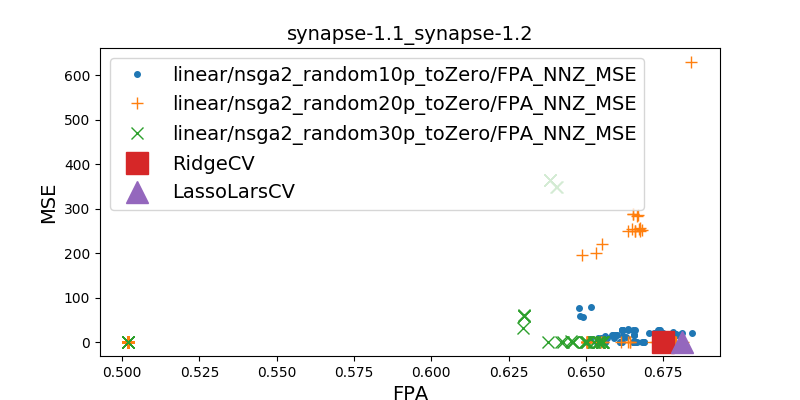 synapse-1.1_synapse-1.2
linear/nsga2_random10p_toZero/FPA_NNZ_MSE
linear/nsga2_random20p_toZero/FPA_NNZ_MSE
linear/nsga2_random30p_toZero/FPA_NNZ_MSE
RidgeCV
LassoLarsCV
MSE
600
500
400
300
200
100
0
0.500 0.525 0.550 0.575 0.600 0.625 0.650 0.675
FPA